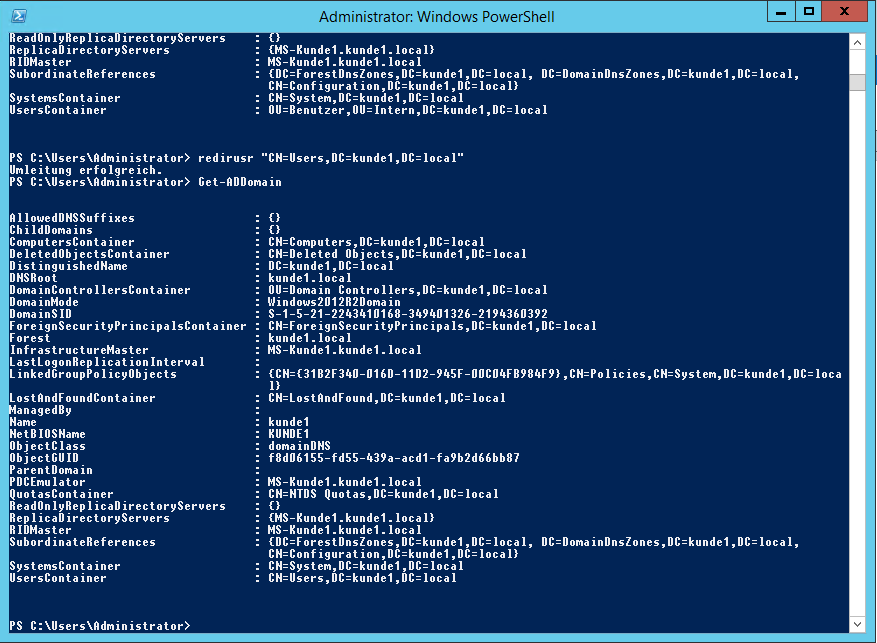 Administrator: Windows PowerShell
ReadOnlyReplicaDirectoryServers : {}
ReplicaDirectoryServers : {MS-Kunde1.kunde1.local}
RIDMaster : MS-Kunde1.kunde1.local
SubordinateReferences : {DC=ForestDnsZones,DC=kunde1,DC=local, DC=DomainDnsZones,DC=kunde1,DC=local,
CN=Configuration,DC=kunde1,DC=local}
SystemsContainer : CN=System,DC=kunde1,DC=local
UsersContainer : OU=Benutzer,OU=Intern,DC=kunde1,DC=local
PS C:\Users\Administrator> redirusr "CN=Users,DC=kunde1,DC=local"
Umleitung erfolgreich.
PS C:\Users\Administrator> Get-ADDomain
AllowedDNSSuffixes : {}
ChildDomains : {}
ComputersContainer : CN=Computers,DC=kunde1,DC=local
DeletedObjectsContainer : CN=Deleted Objects,DC=kunde1,DC=local
DistinguishedName : DC=kunde1,DC=local
DNSRoot : kunde1.local
DomainControllersContainer : OU=Domain Controllers,DC=kunde1,DC=local
DomainMode : Windows2012R2Domain
DomainSID : S-1-5-21-2243410168-349401326-2194360392
ForeignSecurityPrincipalsContainer : CN=ForeignSecurityPrincipals,DC=kunde1,DC=local
Forest : kunde1.local
InfrastructureMaster : MS-Kunde1.kunde1.local
LastLogonReplicationInterval :
LinkedGroupPolicyObjects : {CN={31B2F340-016D-11D2-945F-00C04FB984F9},CN=Policies,CN=System,DC=kunde1,DC=loca
l}
LostAndFoundContainer : CN=LostAndFound,DC=kunde1,DC=local
ManagedBy :
Name : kunde1
NetBIOSName : KUNDE1
ObjectClass : domainDNS
ObjectGUID : f8d06155-fd55-439a-acd1-fa9b2d66bb87
ParentDomain :
PDCEmulator : MS-Kunde1.kunde1.local
QuotasContainer : CN=NTDS Quotas,DC=kunde1,DC=local
ReadOnlyReplicaDirectoryServers : {}
ReplicaDirectoryServers : {MS-Kunde1.kunde1.local}
RIDMaster : MS-Kunde1.kunde1.local
SubordinateReferences : {DC=ForestDnsZones,DC=kunde1,DC=local, DC=DomainDnsZones,DC=kunde1,DC=local,
CN=Configuration,DC=kunde1,DC=local}
SystemsContainer : CN=System,DC=kunde1,DC=local
UsersContainer : CN=Users,DC=kunde1,DC=local
PS C:\Users\Administrator>